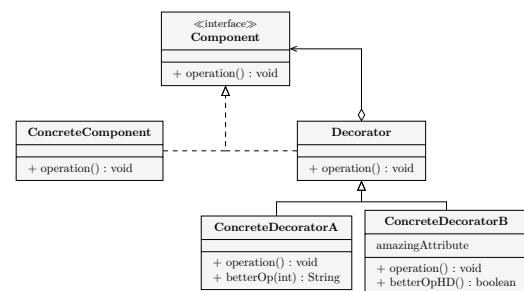 ≪interface≫
Component
+ operation() : void
ConcreteComponent
+ operation() : void
Decorator
+ operation() : void
ConcreteDecoratorA
+ operation() : void
+ betterOp(int) : String
ConcreteDecoratorB
amazingAttribute
+ operation() : void
+ betterOpHD() : boolean